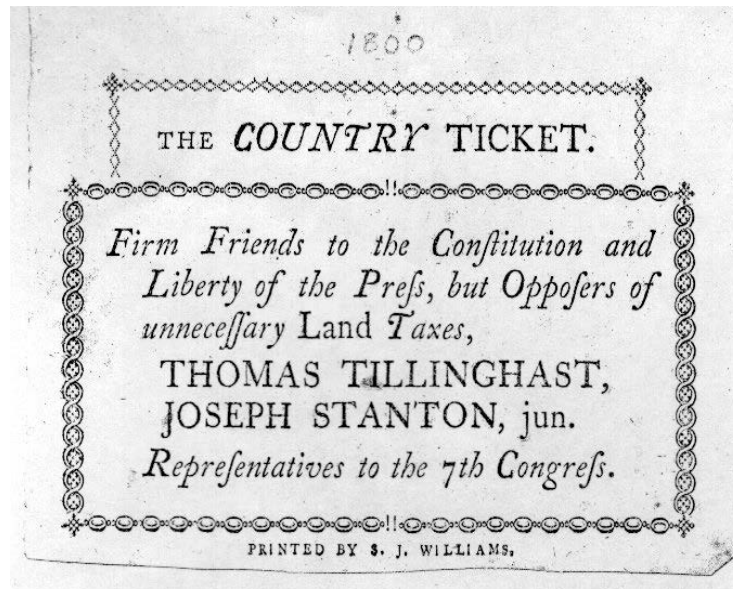 1800
THE COUNTRY TICKET.
Firm Friends to the Conſtitution and
Liberty of the Preſs, but Oppoſers of
unneceſſary Land Taxes,
THOMAS TILLINGHAST,
JOSEPH STANTON, jun.
Repreſentatives to the 7th Congreſs.
PRINTED BY S. J. WILLIAMS.